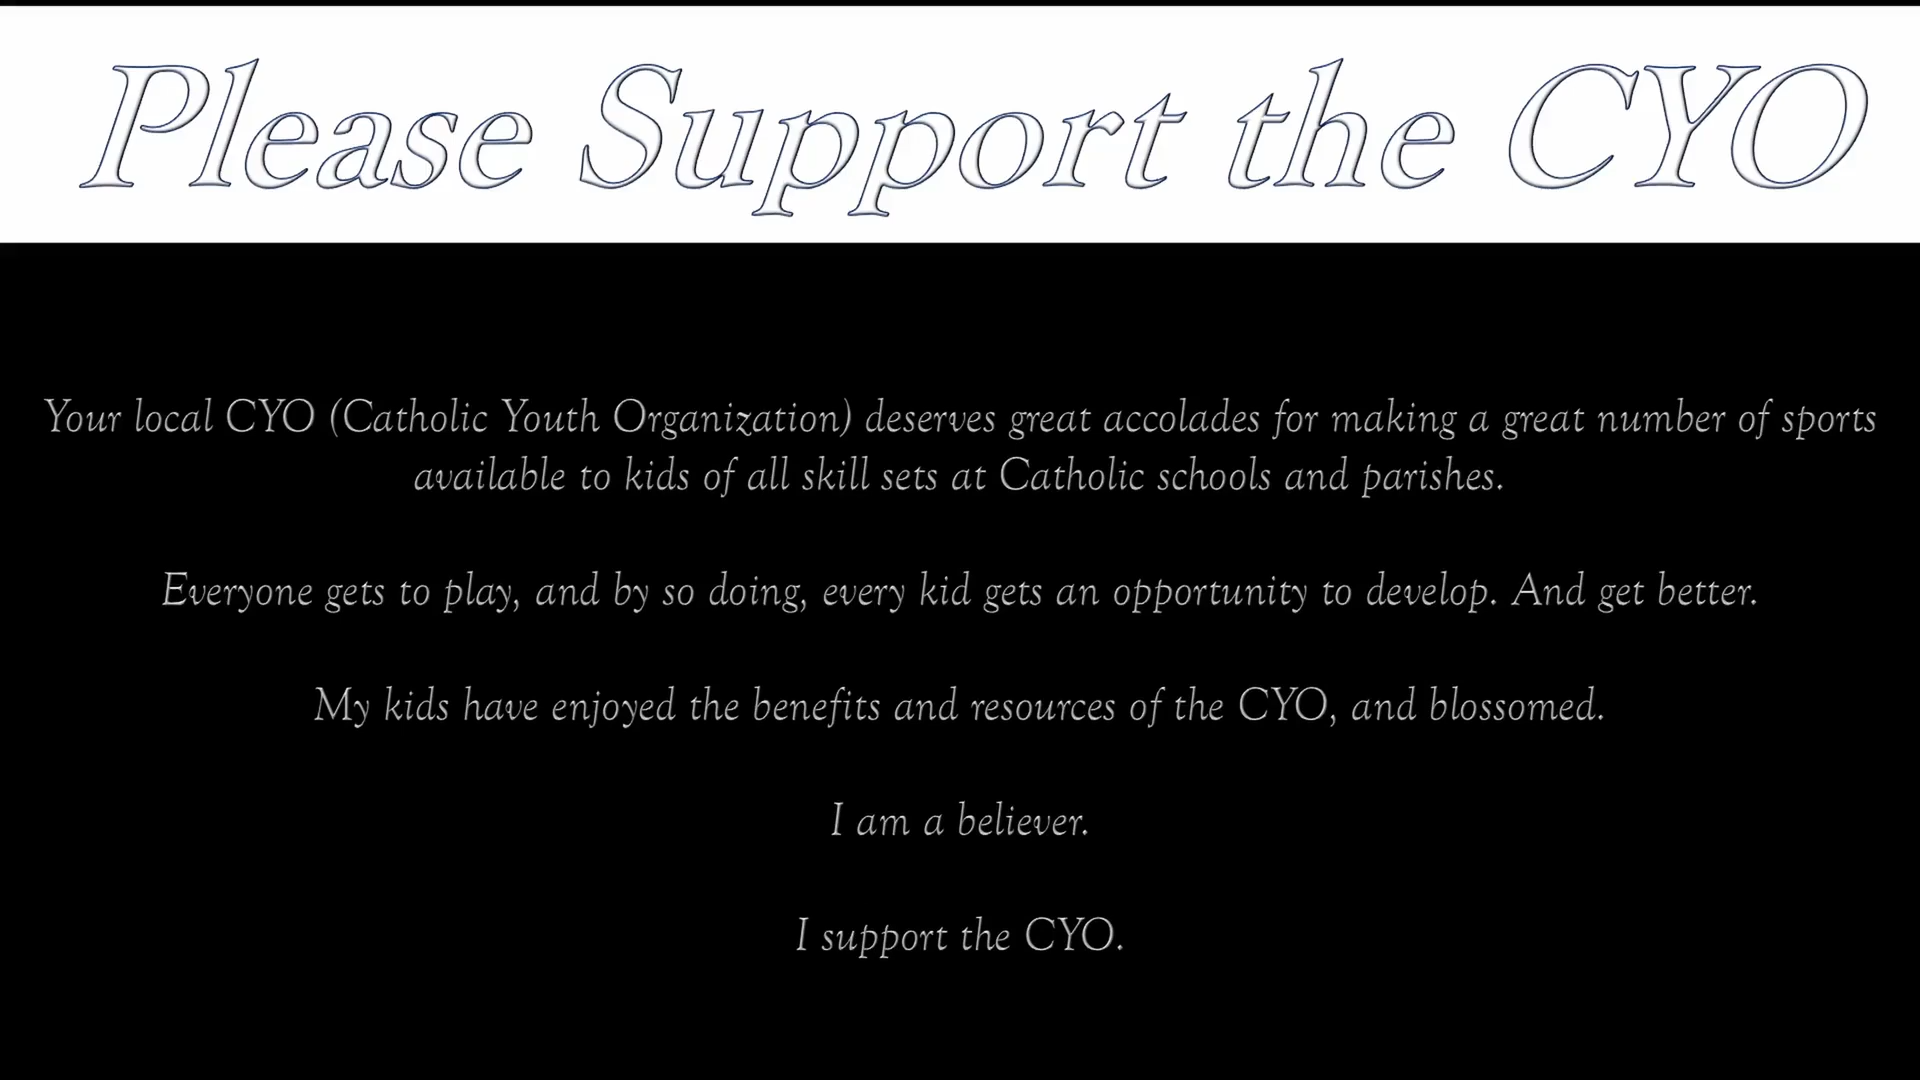 Please Support the CYO
Your local CYO (Catholic Youth Organization) deserves great accolades for making a great number of sports
available to kids of all skill sets at Catholic schools and parishes.
Everyone gets to play, and by so doing, every kid gets an opportunity to develop. And get better.
My kids have enjoyed the benefits and resources of the CYO, and blossomed.
I am a believer.
I support the CYO.